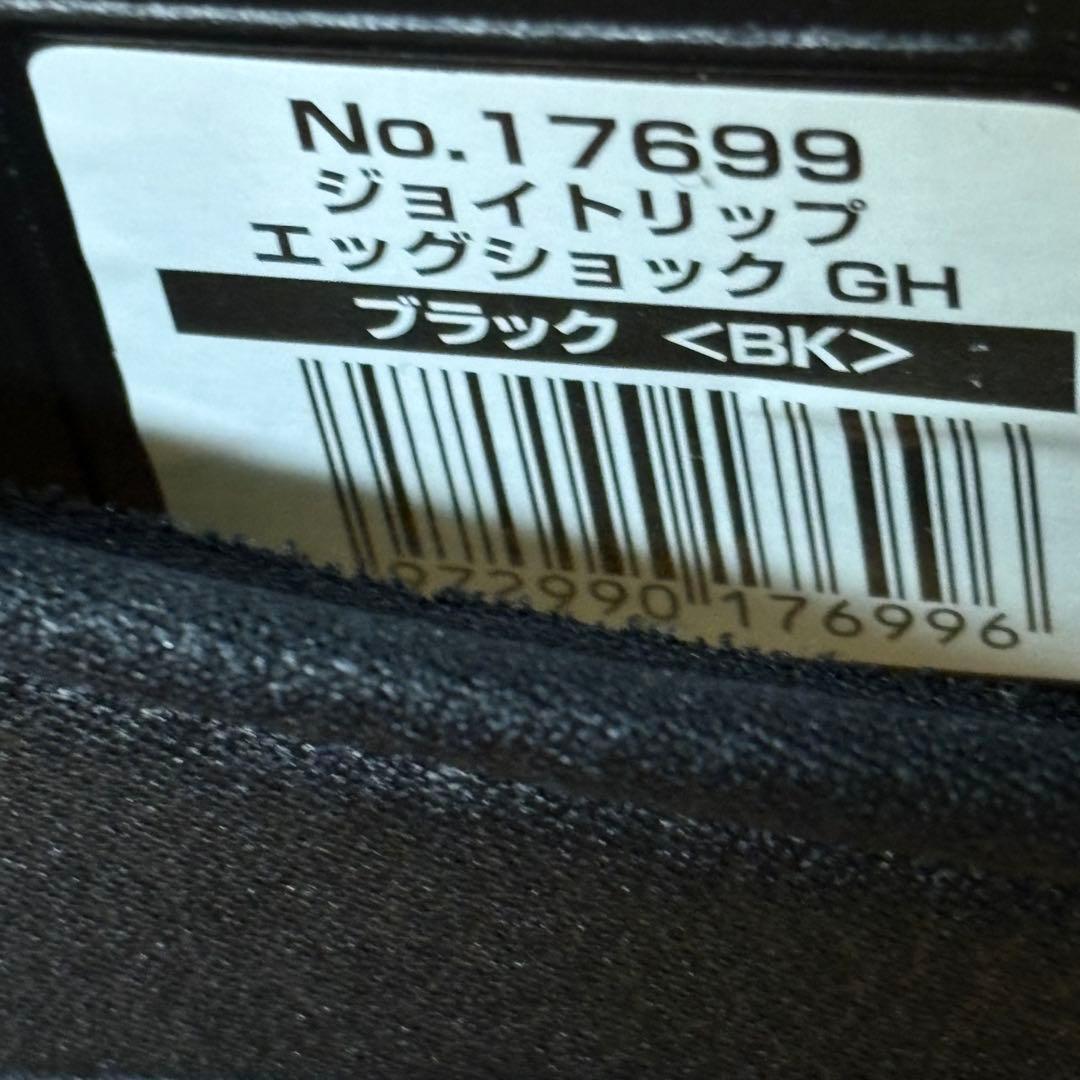 No.17699
ジョイトリップ
エッグショック GH
ブラック <BK>
972990 176996